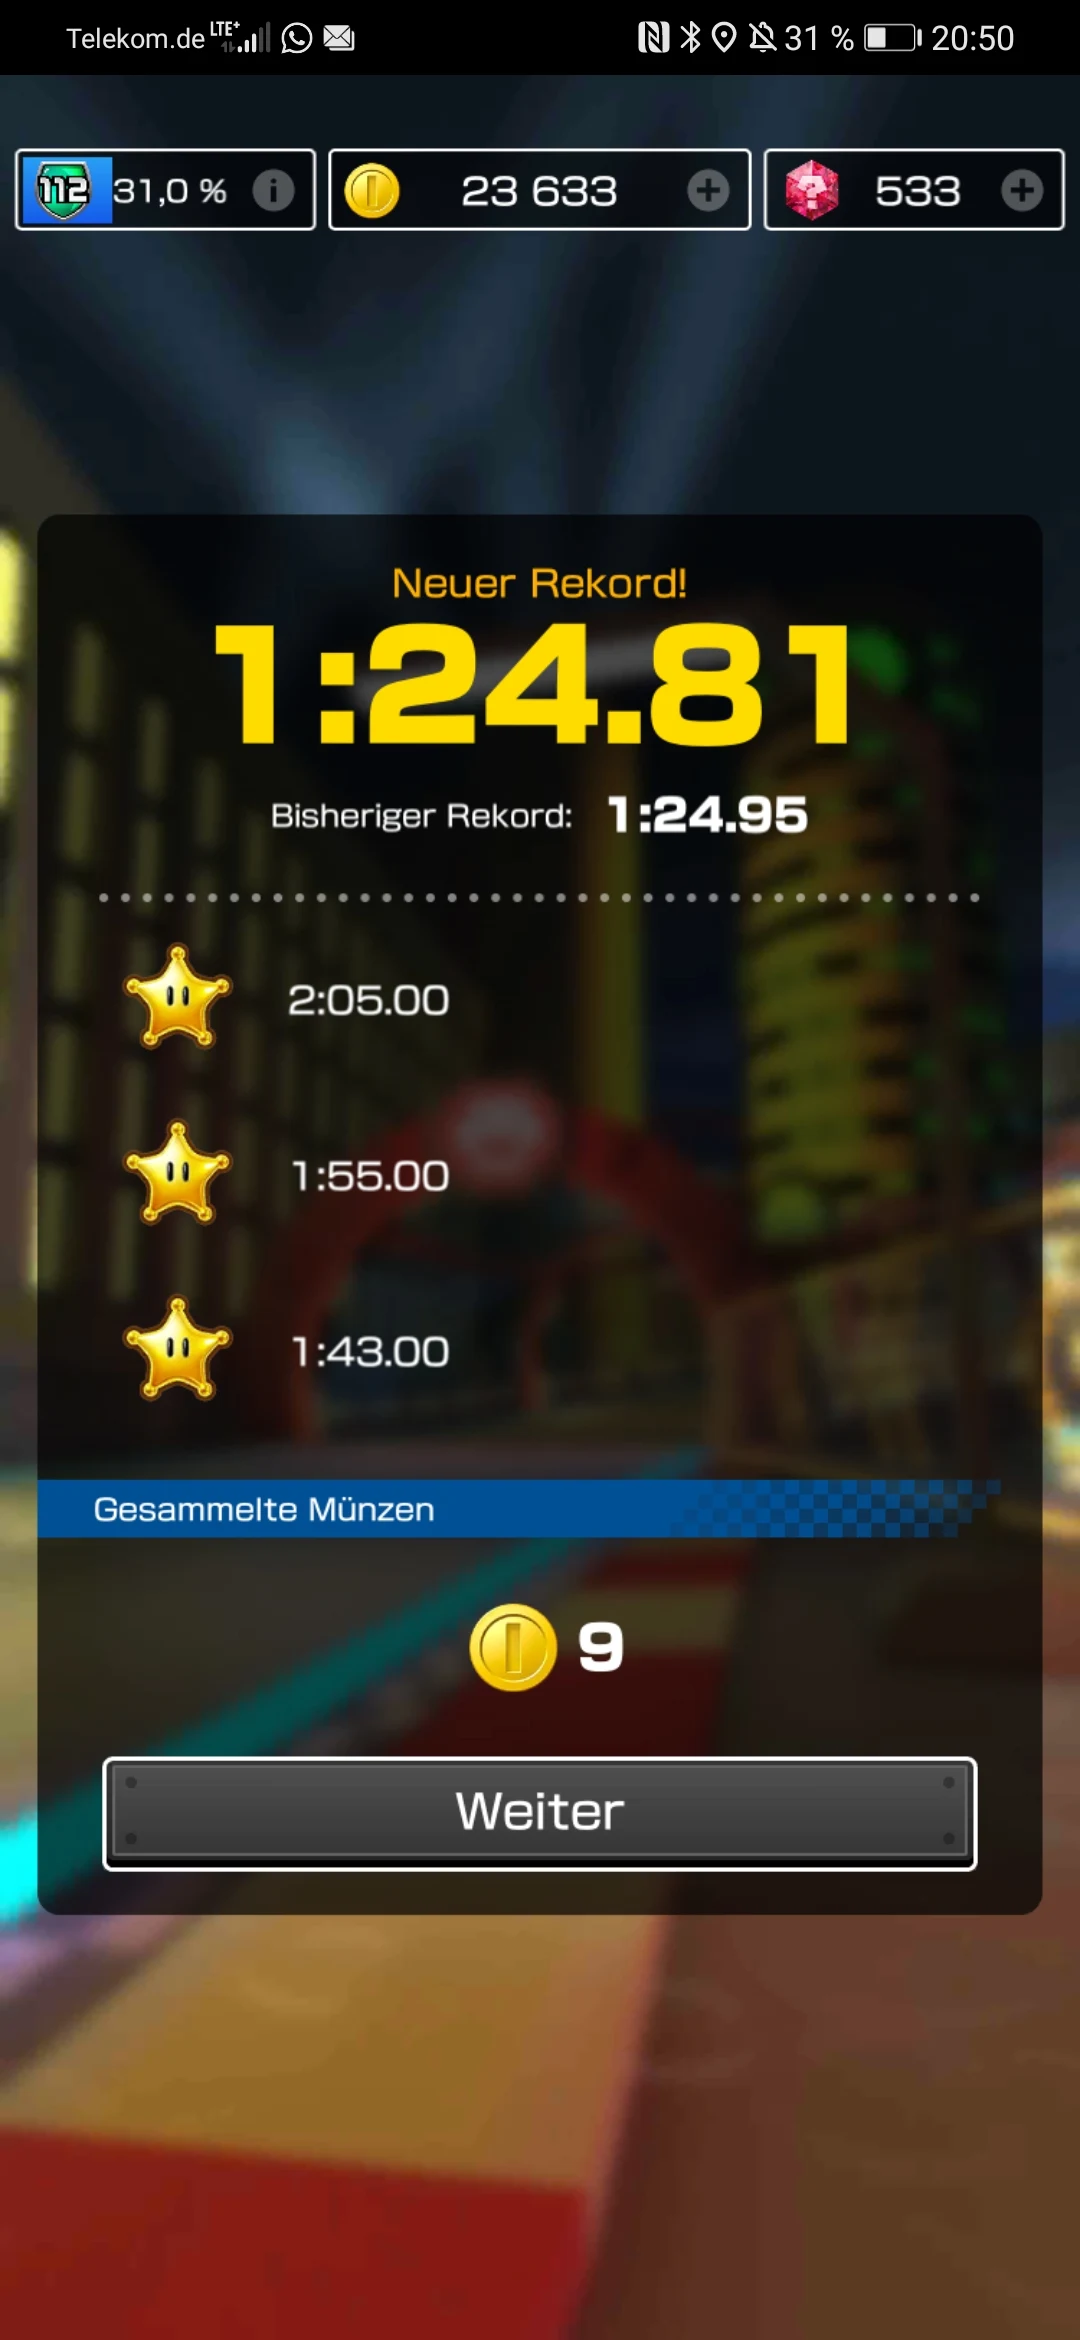 Telekom.de LTE+ 31 % 20:50
112 31,0 % i 23 633 + 533 +
Neuer Rekord!
1:24.81
Bisheriger Rekord: 1:24.95
2:05.00
1:55.00
1:43.00
Gesammelte Münzen
9
Weiter